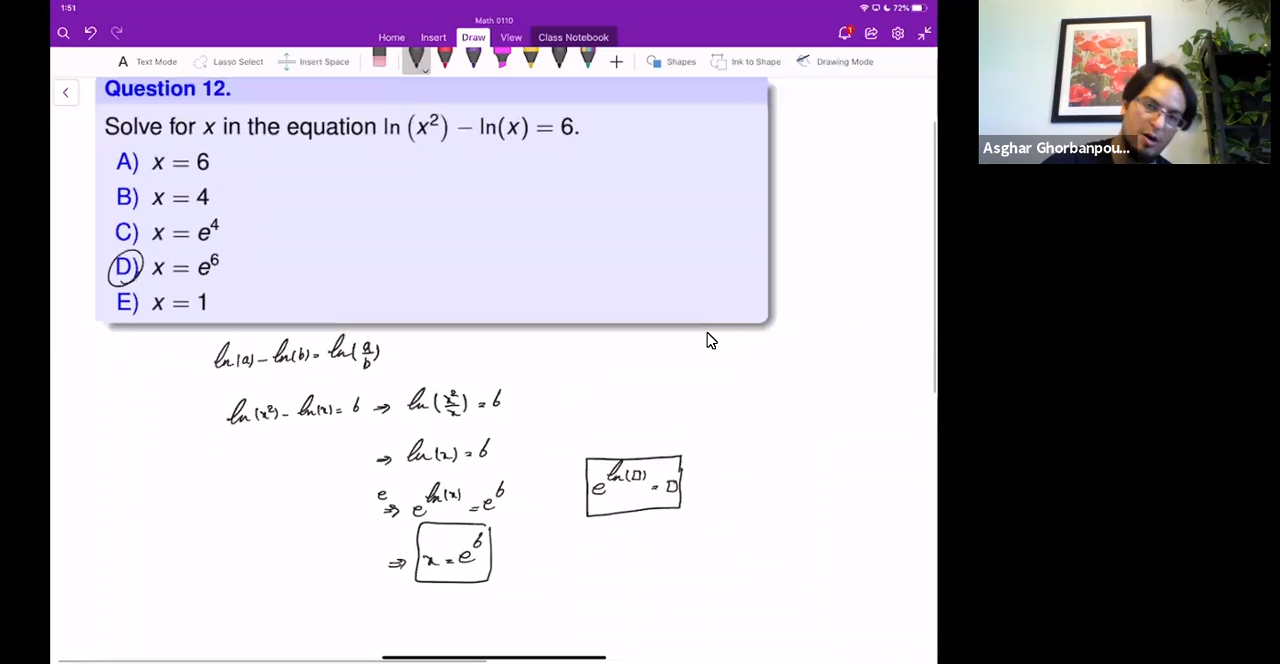 1:51
72%
Math 0110
Home Insert Draw View Class Notebook
Text Mode Lasso Select Insert Space Shapes Ink to Shape Drawing Mode
Question 12.
Solve for x in the equation ln (x²) − ln(x) = 6.
A) x = 6
B) x = 4
C) x = e⁴
D) x = e⁶
E) x = 1
ln(a) - ln(b) = ln(a/b)
ln(x²) - ln(x) = 6 ⇒ ln(x²/x) = 6
⇒ ln(x) = 6
e
⇒ e^ln(x) = e^6
e^ln(□) = □
⇒ x = e^6
Asghar Ghorbanpou...